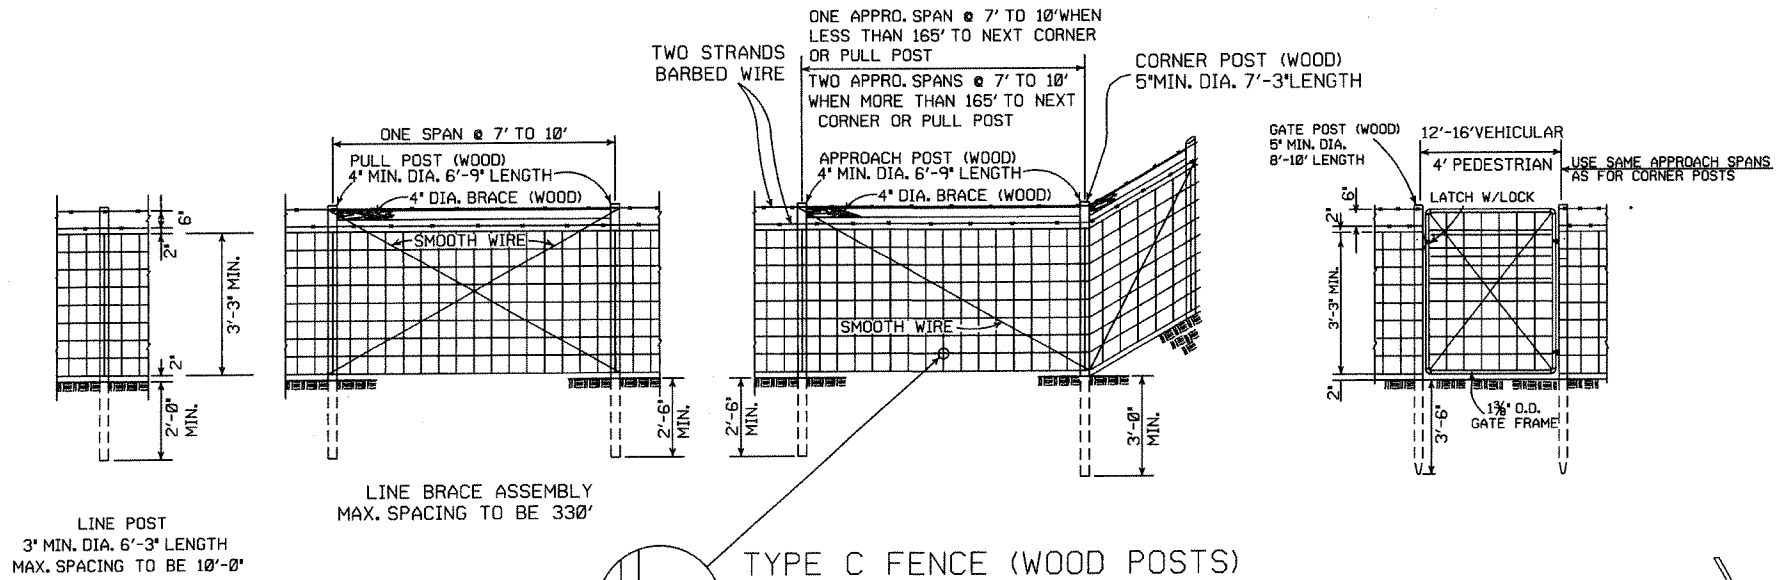 ONE APPRO. SPAN @ 7' TO 10' WHEN
LESS THAN 165' TO NEXT CORNER
OR PULL POST
TWO STRANDS
BARBED WIRE
TWO APPRO. SPANS @ 7' TO 10'
WHEN MORE THAN 165' TO NEXT
CORNER OR PULL POST
CORNER POST (WOOD)
5" MIN. DIA. 7'-3" LENGTH
ONE SPAN @ 7' TO 10'
PULL POST (WOOD)
4" MIN. DIA. 6'-9" LENGTH
4" DIA. BRACE (WOOD)
SMOOTH WIRE
APPROACH POST (WOOD)
4" MIN. DIA. 6'-9" LENGTH
4" DIA. BRACE (WOOD)
SMOOTH WIRE
GATE POST (WOOD)
5" MIN. DIA.
8'-10' LENGTH
12'-16' VEHICULAR
4' PEDESTRIAN
USE SAME APPROACH SPANS
AS FOR CORNER POSTS
LATCH W/LOCK
6"
2"
3'-3" MIN.
2"
2'-0"
MIN.
2'-6"
MIN.
2'-6"
MIN.
3'-0"
MIN.
6"
2"
3'-3" MIN.
2"
3'-6"
1⅜" O.D.
GATE FRAME
LINE POST
3" MIN. DIA. 6'-3" LENGTH
MAX. SPACING TO BE 10'-0"
LINE BRACE ASSEMBLY
MAX. SPACING TO BE 330'
TYPE C FENCE (WOOD POSTS)